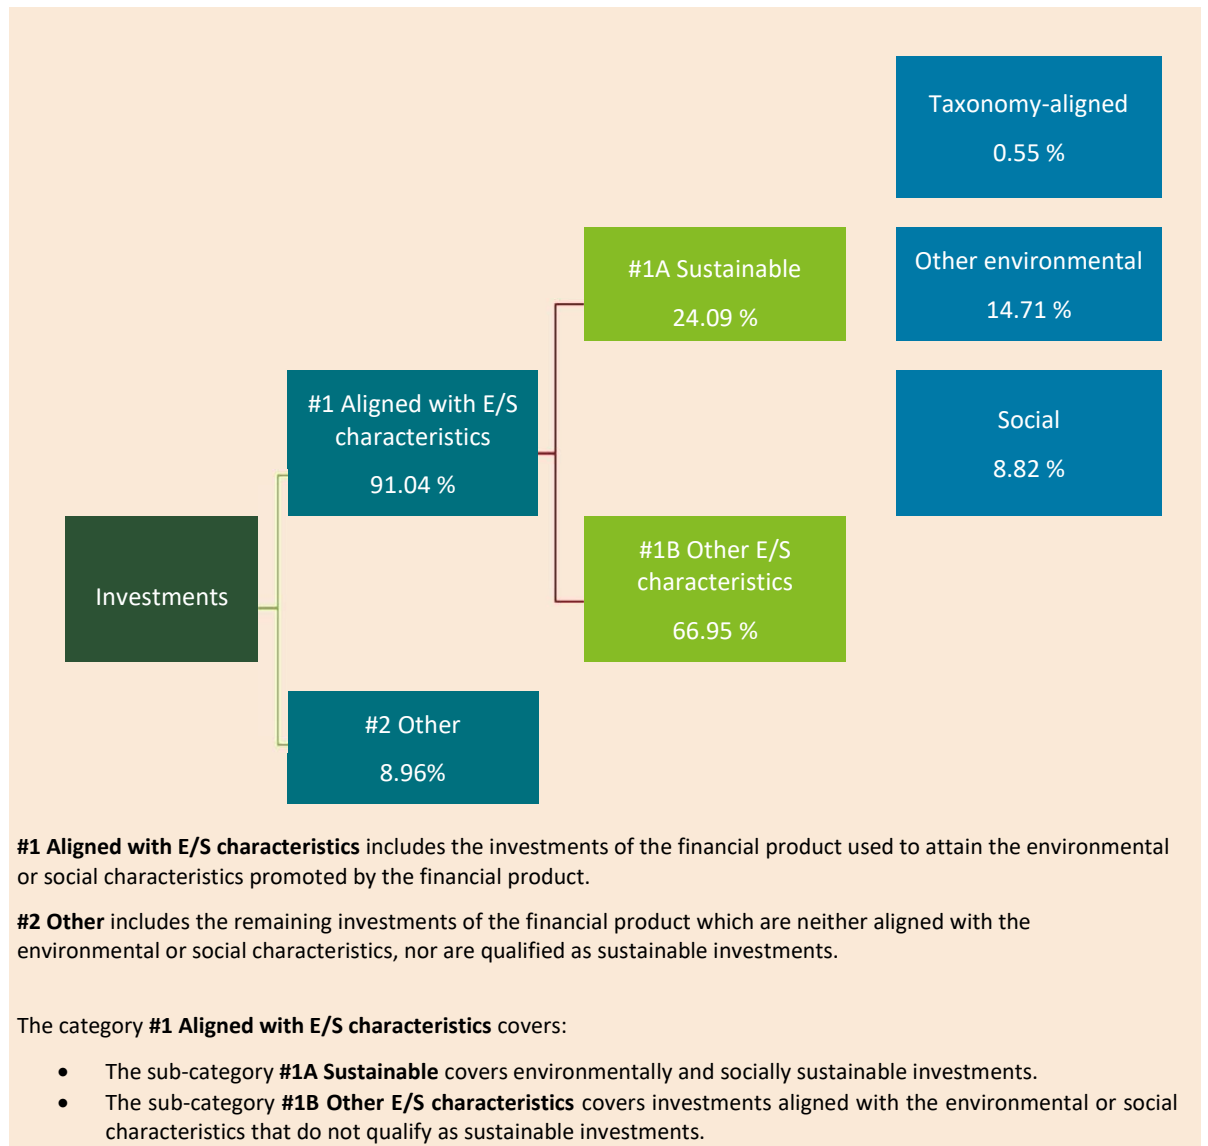 Taxonomy-aligned
0.55 %
#1A Sustainable
24.09 %
Other environmental
14.71 %
#1 Aligned with E/S
characteristics
91.04 %
Social
8.82 %
Investments
#1B Other E/S
characteristics
66.95 %
#2 Other
8.96%
#1 Aligned with E/S characteristics includes the investments of the financial product used to attain the environmental
or social characteristics promoted by the financial product.
#2 Other includes the remaining investments of the financial product which are neither aligned with the
environmental or social characteristics, nor are qualified as sustainable investments.
The category #1 Aligned with E/S characteristics covers:
• The sub-category #1A Sustainable covers environmentally and socially sustainable investments.
• The sub-category #1B Other E/S characteristics covers investments aligned with the environmental or social
characteristics that do not qualify as sustainable investments.